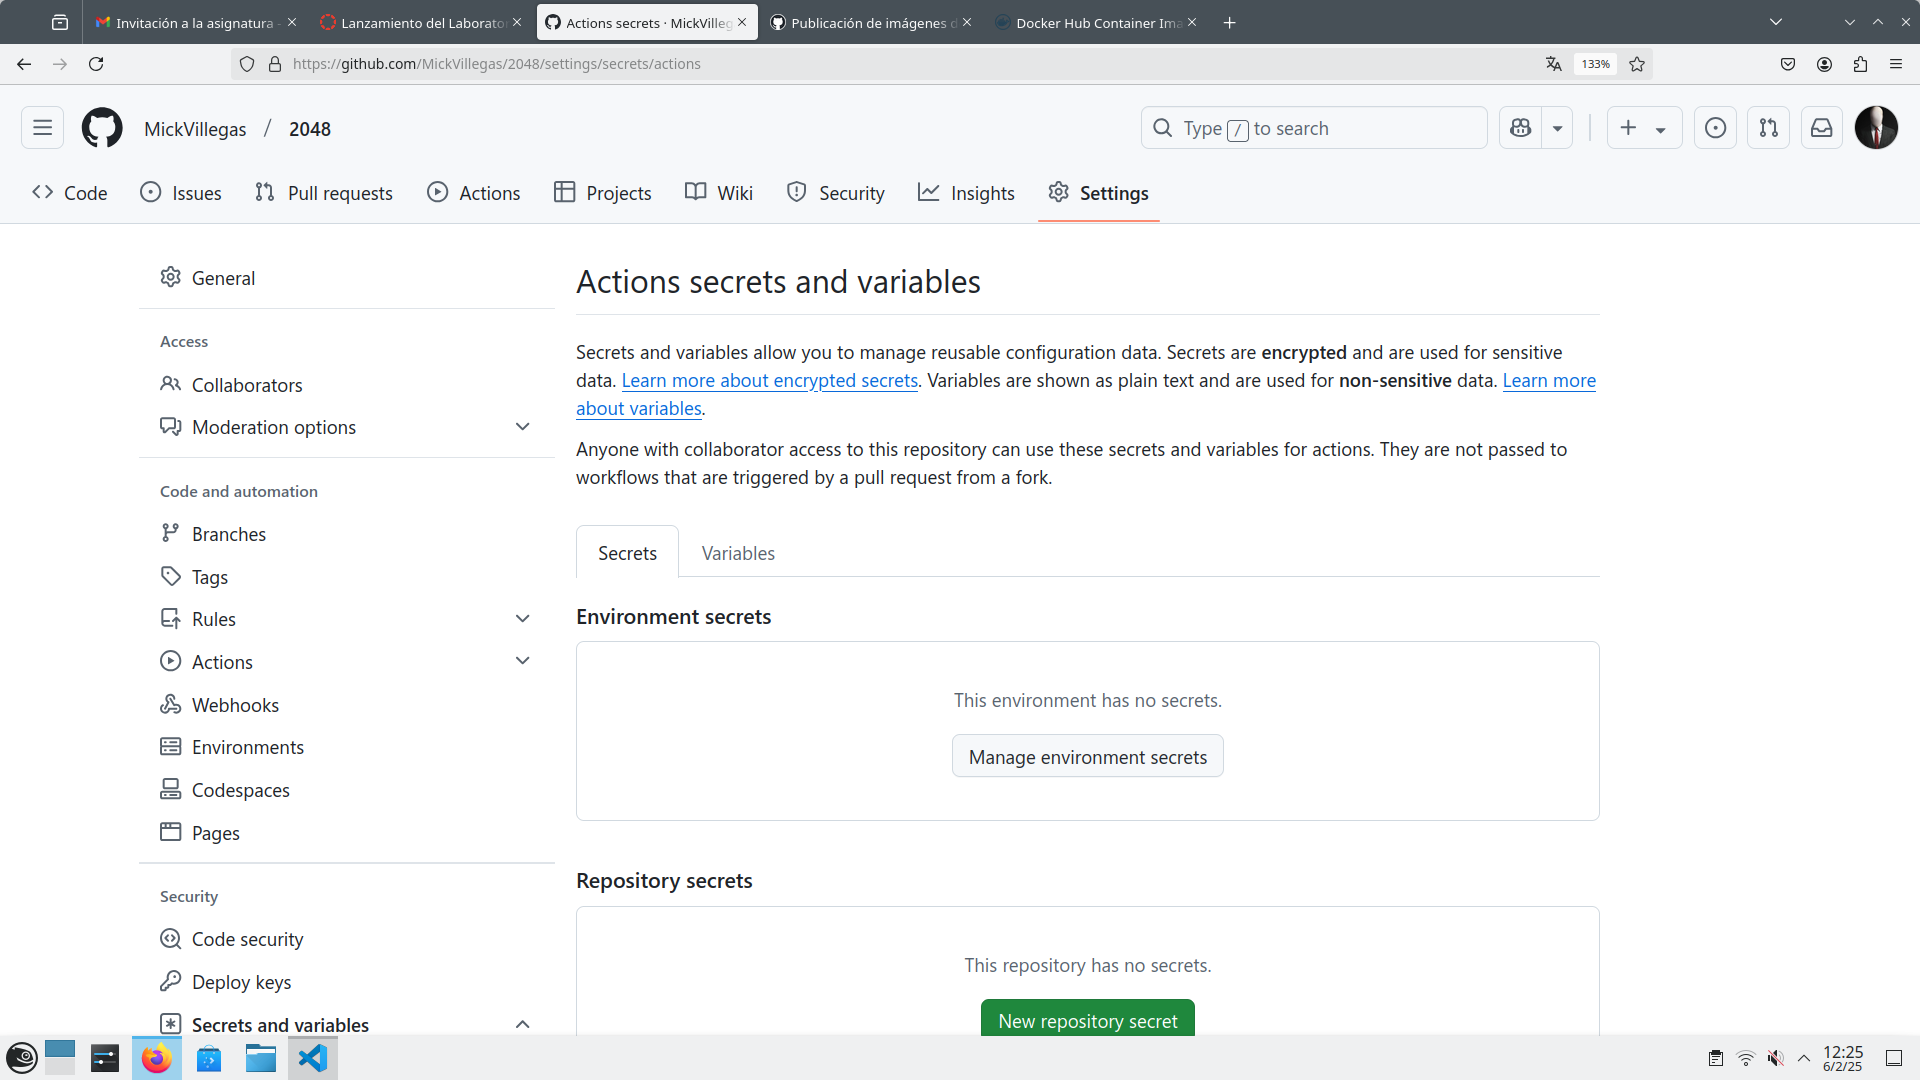 Invitación a la asignatura -
Lanzamiento del Laborator
Actions secrets · MickVilleg
Publicación de imágenes d
Docker Hub Container Ima
https://github.com/MickVillegas/2048/settings/secrets/actions
133%
MickVillegas / 2048
Type / to search
Code
Issues
Pull requests
Actions
Projects
Wiki
Security
Insights
Settings
General
Access
Collaborators
Moderation options
Code and automation
Branches
Tags
Rules
Actions
Webhooks
Environments
Codespaces
Pages
Security
Code security
Deploy keys
Secrets and variables
Actions secrets and variables
Secrets and variables allow you to manage reusable configuration data. Secrets are encrypted and are used for sensitive
data. Learn more about encrypted secrets. Variables are shown as plain text and are used for non-sensitive data. Learn more
about variables.
Anyone with collaborator access to this repository can use these secrets and variables for actions. They are not passed to
workflows that are triggered by a pull request from a fork.
Secrets
Variables
Environment secrets
This environment has no secrets.
Manage environment secrets
Repository secrets
This repository has no secrets.
New repository secret
12:25
6/2/25